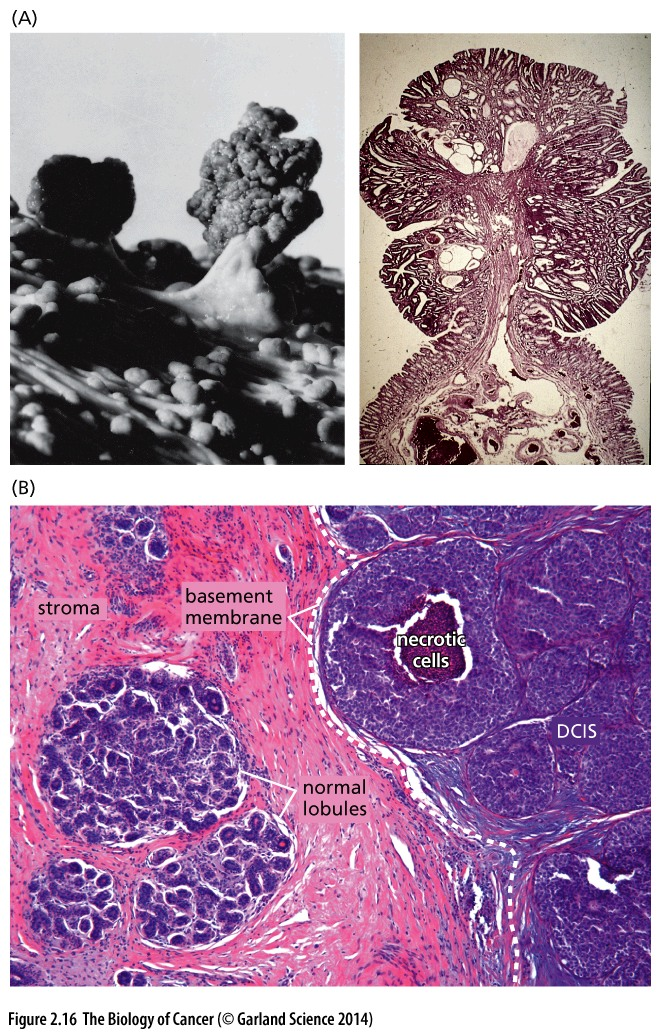 (A)
(B)
stroma
basement
membrane
necrotic
cells
DCIS
normal
lobules
Figure 2.16 The Biology of Cancer (© Garland Science 2014)